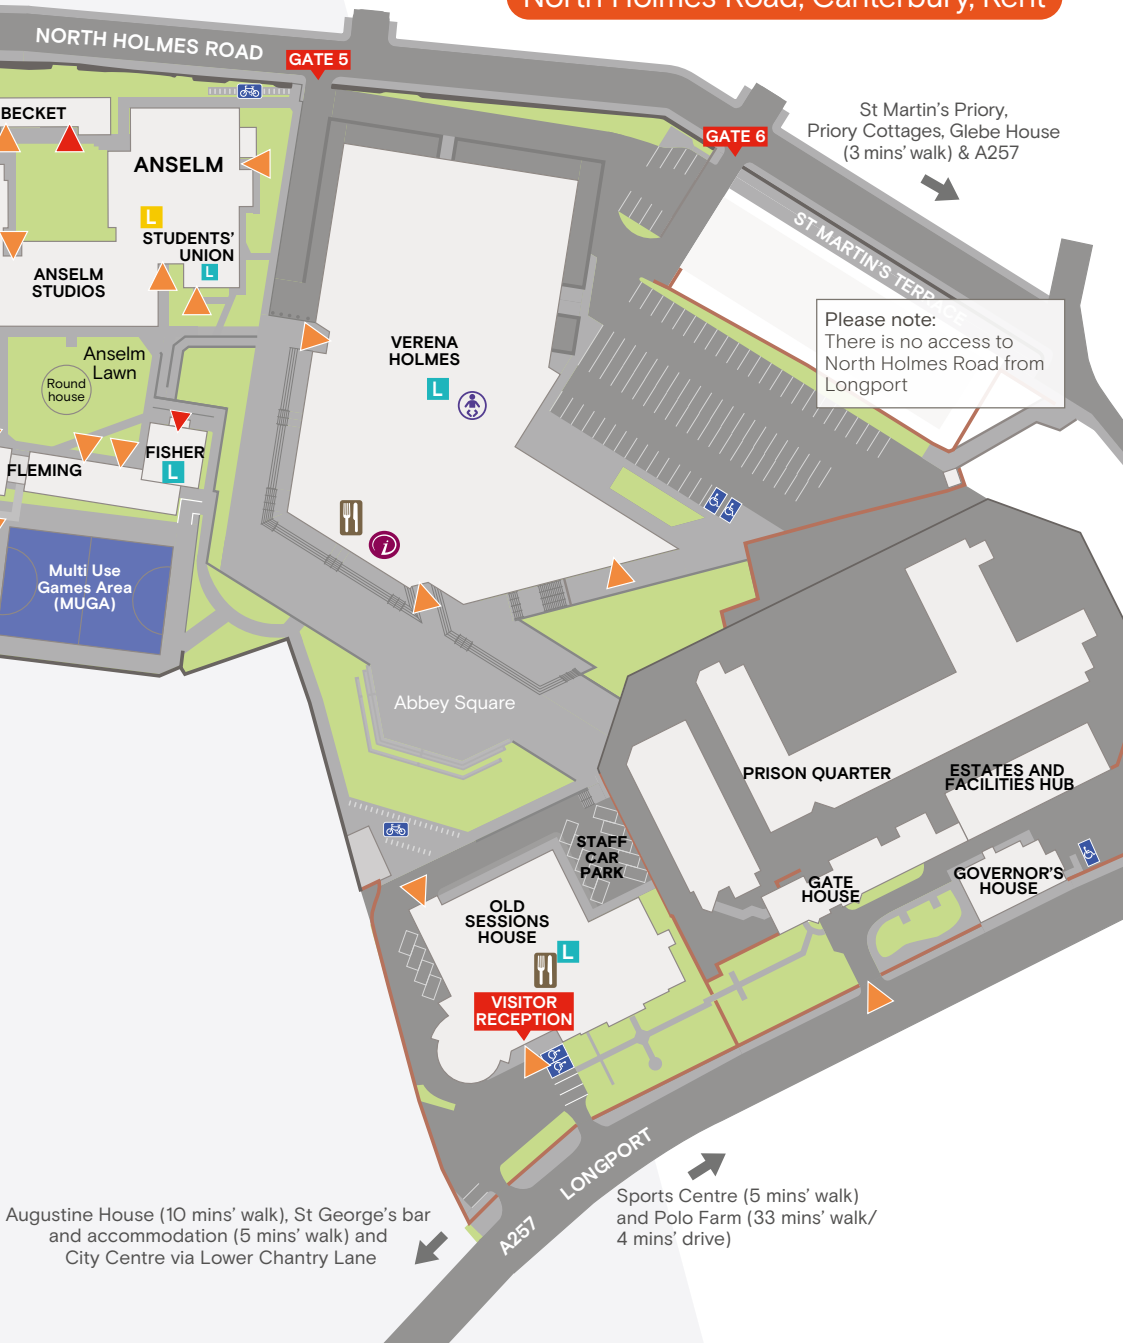 North Holmes Road, Canterbury, Kent
NORTH HOLMES ROAD
GATE 5
GATE 6
St Martin's Priory,
Priory Cottages, Glebe House
(3 mins' walk) & A257
BECKET
ANSELM
L
STUDENTS'
UNION
L
ANSELM
STUDIOS
ST MARTIN'S TERRACE
Please note:
There is no access to
North Holmes Road from
Longport
VERENA
HOLMES
L
Anselm
Lawn
Round
house
FISHER
L
FLEMING
i
Multi Use
Games Area
(MUGA)
Abbey Square
PRISON QUARTER
ESTATES AND
FACILITIES HUB
STAFF
CAR
PARK
GATE
HOUSE
GOVERNOR'S
HOUSE
OLD
SESSIONS
HOUSE
L
VISITOR
RECEPTION
LONGPORT
A257
Sports Centre (5 mins' walk)
and Polo Farm (33 mins' walk/
4 mins' drive)
Augustine House (10 mins' walk), St George's bar
and accommodation (5 mins' walk) and
City Centre via Lower Chantry Lane